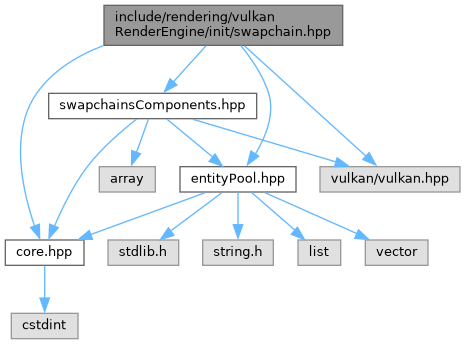 include/rendering/vulkan
RenderEngine/init/swapchain.hpp
swapchainsComponents.hpp
array
entityPool.hpp
vulkan/vulkan.hpp
core.hpp
stdlib.h
string.h
list
vector
cstdint